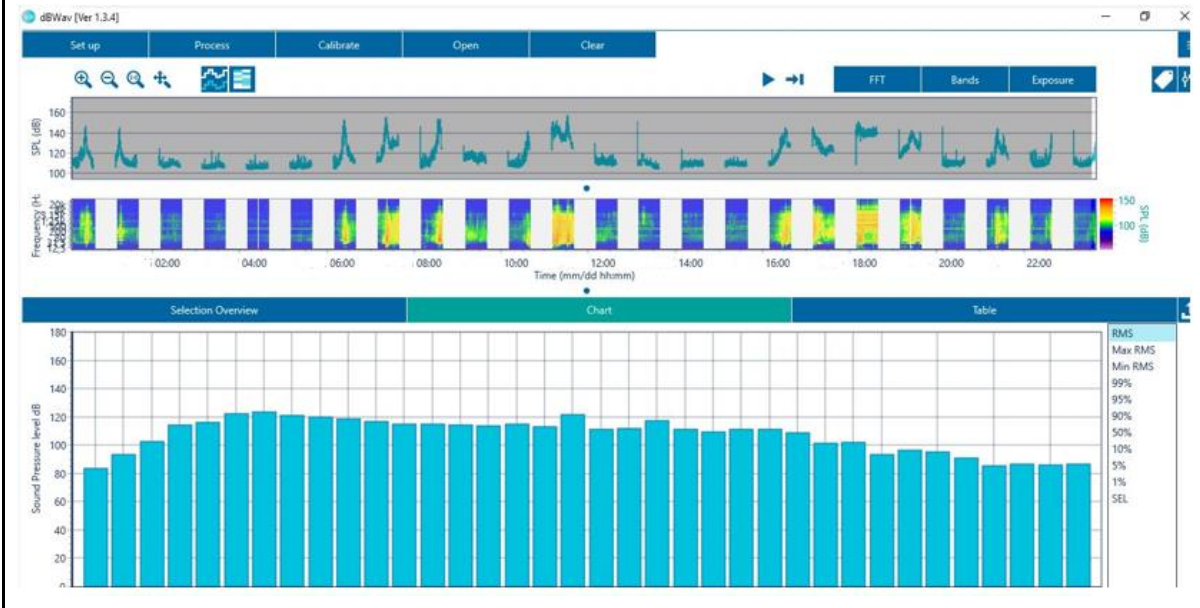 dBWav [Ver 1.3.4]
Set up Process Calibrate Open Clear
FFT Bands Exposure
SPL (dB)
160
140
120
100
Frequency (Hz
20k
150
100
SPL (dB)
02:00 04:00 06:00 08:00 10:00 12:00 14:00 16:00 18:00 20:00 22:00
Time (mm/dd hh:mm)
Selection Overview Chart Table
Sound Pressure level dB
180
160
140
120
100
80
60
40
20
0
RMS
Max RMS
Min RMS
99%
95%
90%
50%
10%
5%
1%
SEL